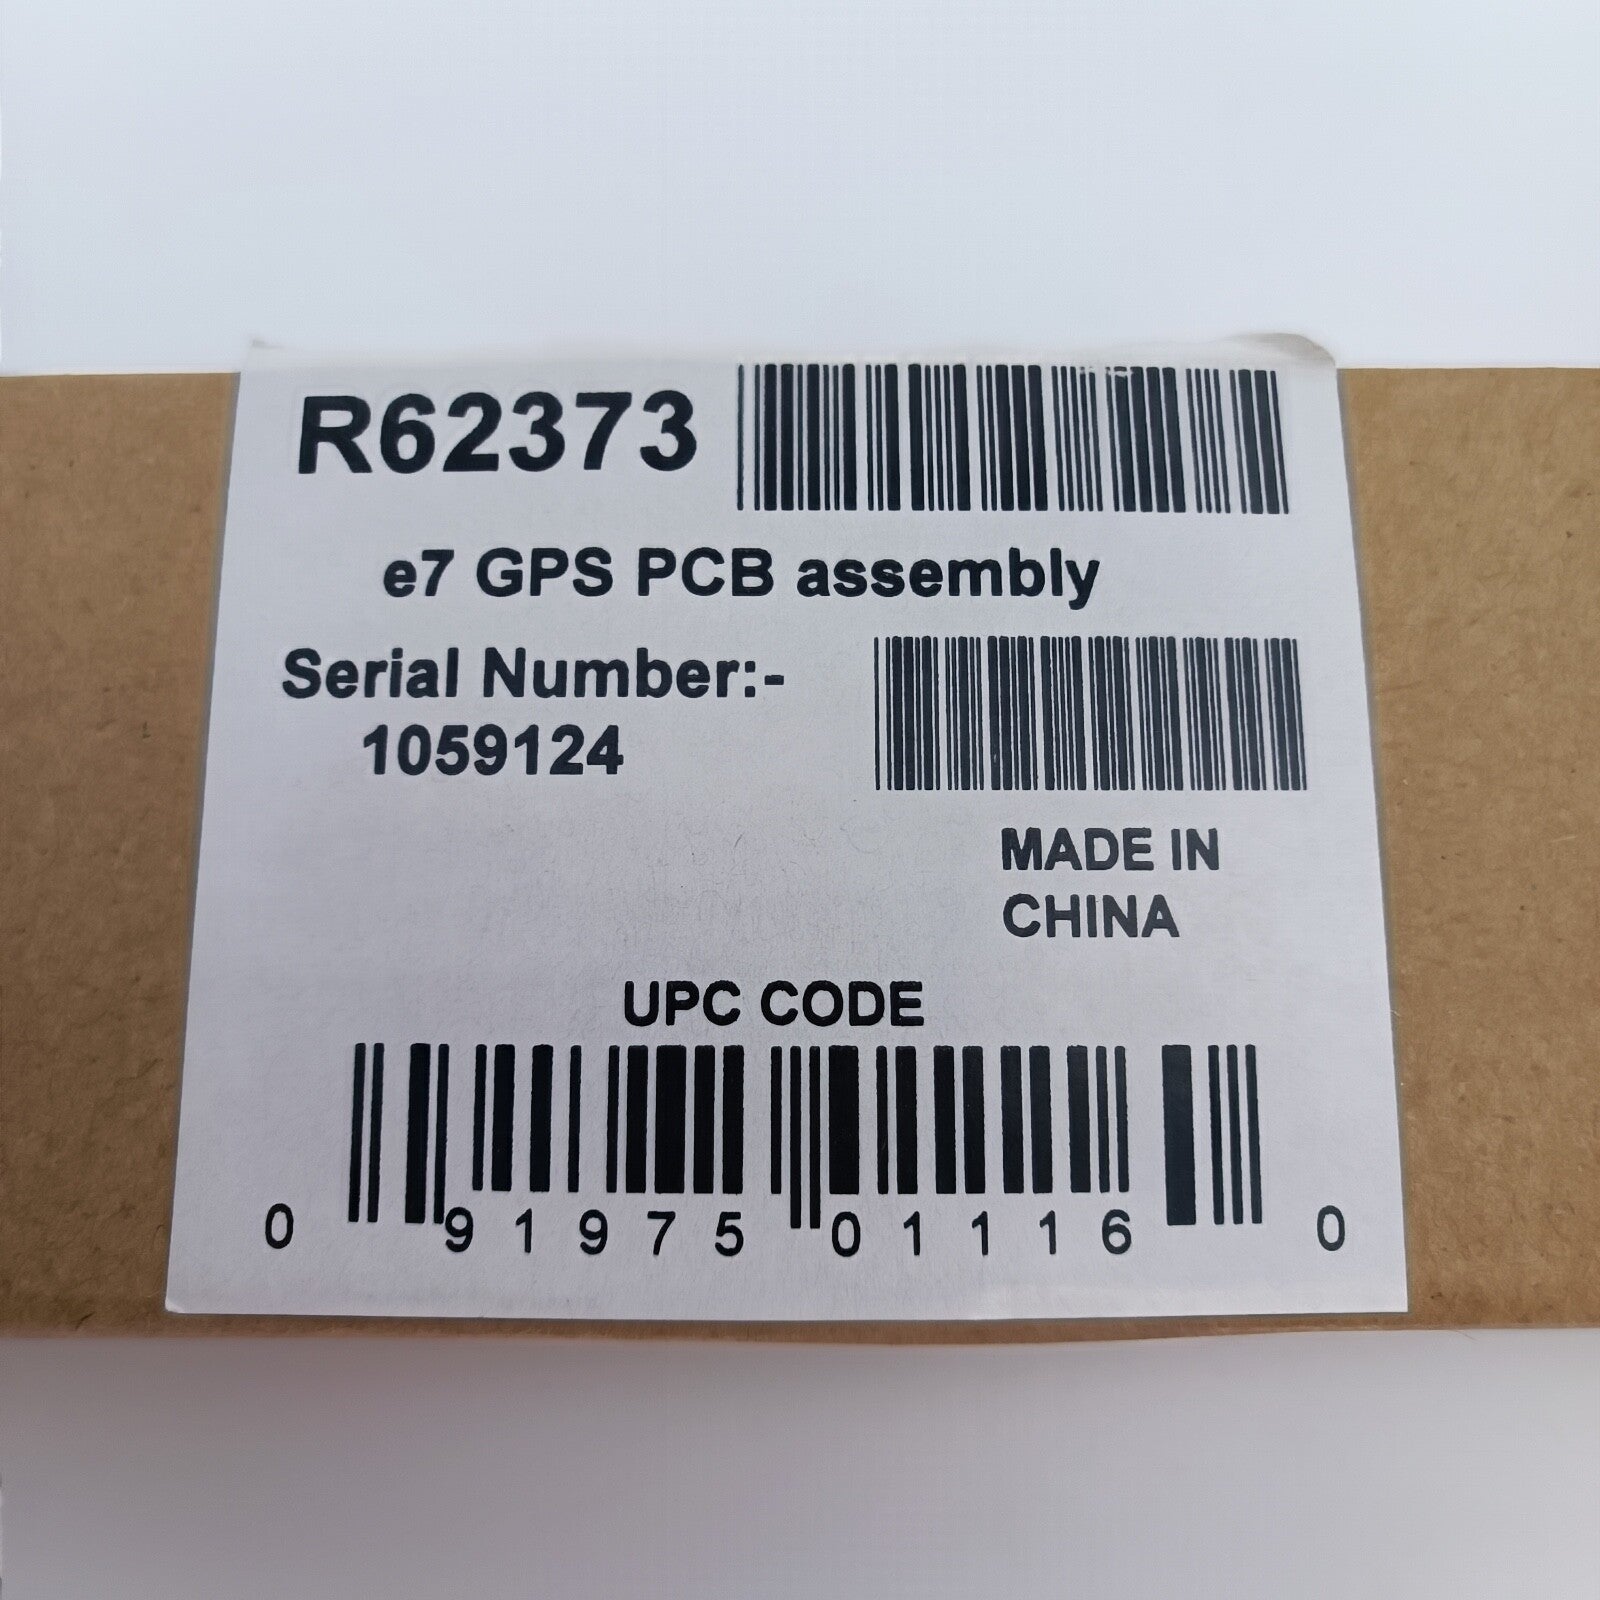 R62373
e7 GPS PCB assembly
Serial Number:-
1059124
MADE IN
CHINA
UPC CODE
0 91975 01116 0